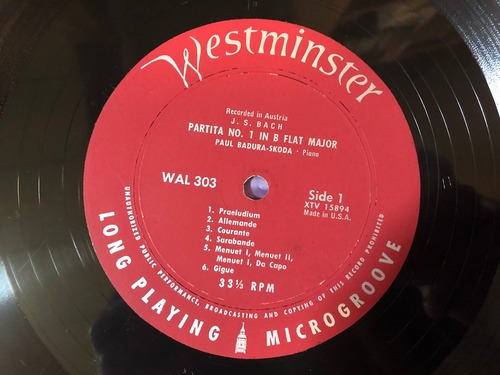 Westminster
Recorded in Austria
J. S. BACH
PARTITA NO. 1 IN B FLAT MAJOR
PAUL BADURA-SKODA - Piano
WAL 303
Side 1
XTV 15894
Made in U.S.A.
1. Praeludium
2. Allemande
3. Courante
4. Sarabande
5. Menuet I, Menuet II,
Menuet I, Da Capo
6. Gigue
33⅓ RPM
UNAUTHORIZED PUBLIC PERFORMANCE, BROADCASTING AND COPYING OF THIS RECORD PROHIBITED
LONG PLAYING MICROGROOVE